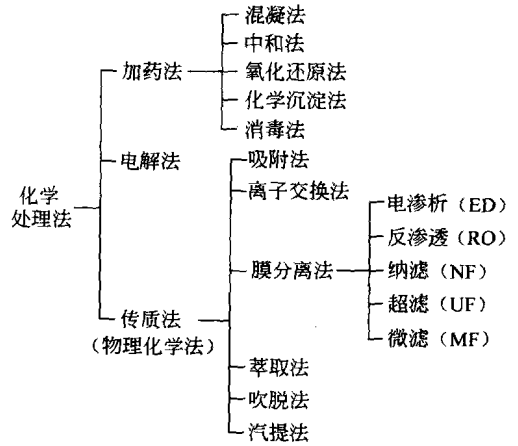 化学
处理法
加药法
混凝法
中和法
氧化还原法
化学沉淀法
消毒法
电解法
传质法
(物理化学法)
吸附法
离子交换法
膜分离法
电渗析（ED）
反渗透（RO）
纳滤（NF）
超滤（UF）
微滤（MF）
萃取法
吹脱法
汽提法